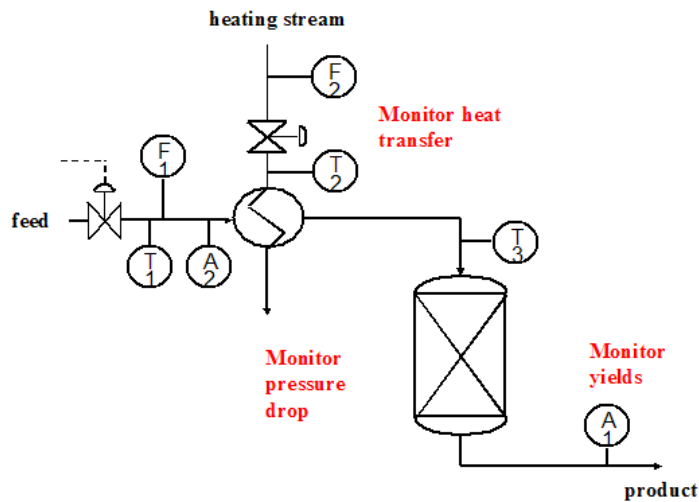 heating stream
F
2
Monitor heat
transfer
F
1
T
2
feed
T
1
A
2
T
3
Monitor
pressure
drop
Monitor
yields
A
1
product